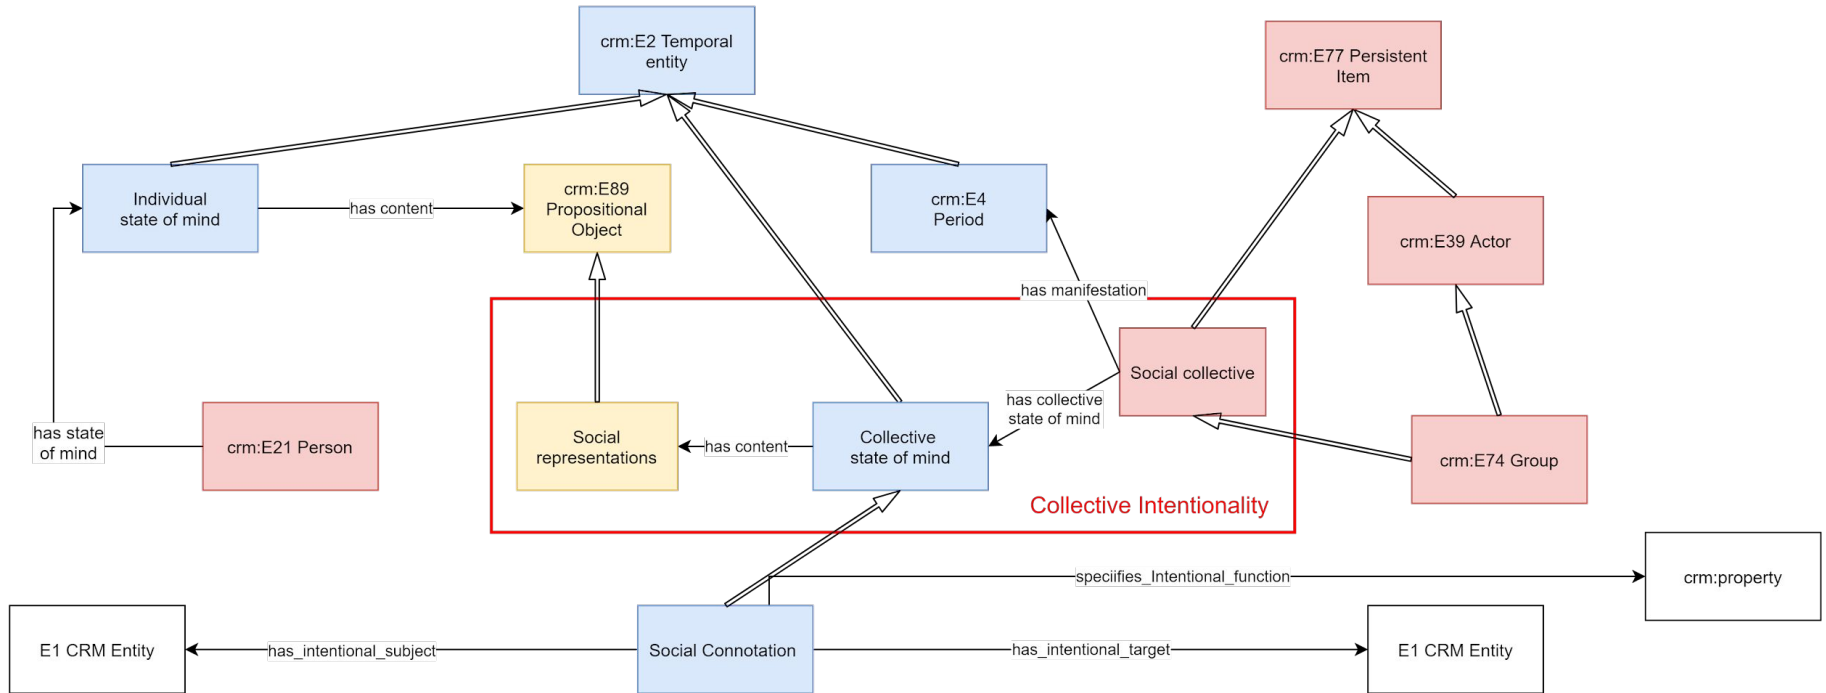 crm:E2 Temporal
entity
crm:E77 Persistent
Item
Individual
state of mind
has content
crm:E89
Propositional
Object
crm:E4
Period
crm:E39 Actor
has manifestation
Social collective
has collective
state of mind
has state
of mind
crm:E21 Person
Social
representations
has content
Collective
state of mind
crm:E74 Group
Collective Intentionality
speciifies_Intentional_function
crm:property
E1 CRM Entity
has_intentional_subject
Social Connotation
has_intentional_target
E1 CRM Entity